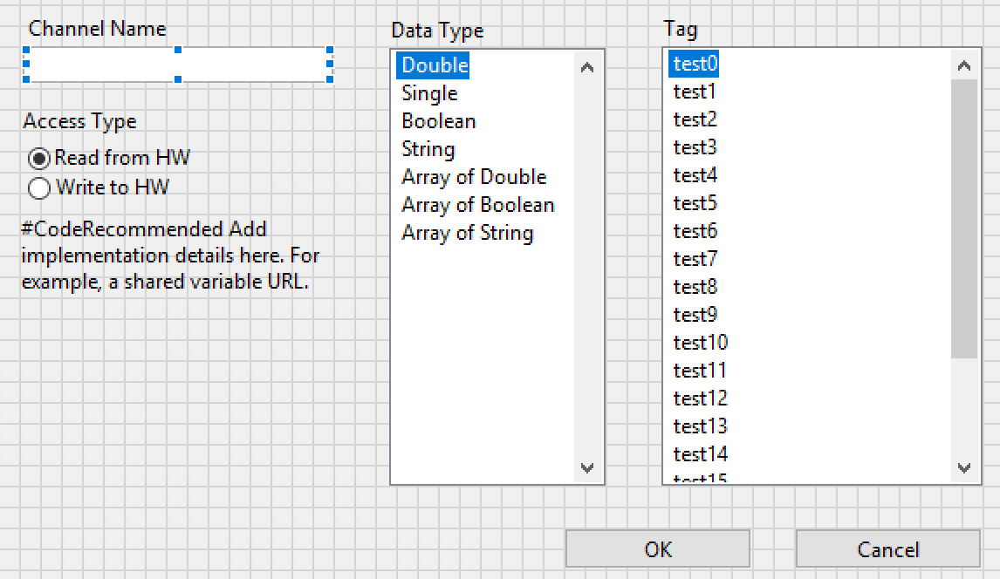 Channel Name
Access Type
Read from HW
Write to HW
#CodeRecommended Add
implementation details here. For
example, a shared variable URL.
Data Type
Double
Single
Boolean
String
Array of Double
Array of Boolean
Array of String
Tag
test0
test1
test2
test3
test4
test5
test6
test7
test8
test9
test10
test11
test12
test13
test14
test15
OK
Cancel